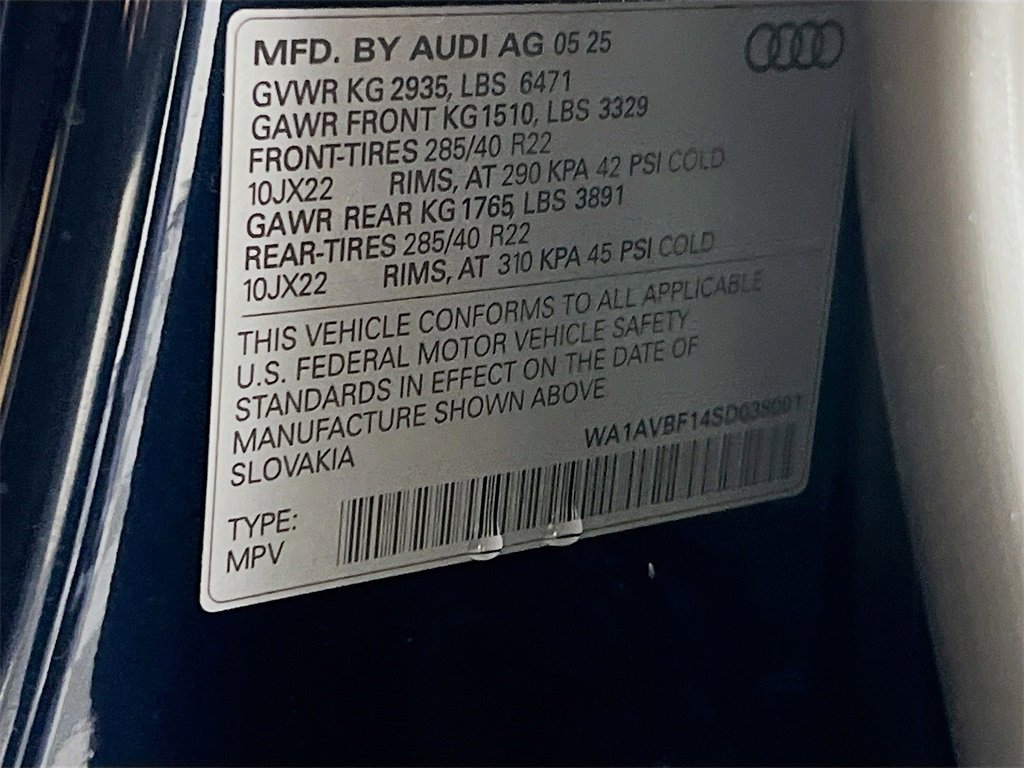 MFD. BY AUDI AG 05 25
GVWR KG 2935, LBS 6471
GAWR FRONT KG 1510, LBS 3329
FRONT-TIRES 285/40 R22
10JX22 RIMS, AT 290 KPA 42 PSI COLD
GAWR REAR KG 1765, LBS 3891
REAR-TIRES 285/40 R22
10JX22 RIMS, AT 310 KPA 45 PSI COLD
THIS VEHICLE CONFORMS TO ALL APPLICABLE
U.S. FEDERAL MOTOR VEHICLE SAFETY
STANDARDS IN EFFECT ON THE DATE OF
MANUFACTURE SHOWN ABOVE
SLOVAKIA
WA1AVBF14SD038001
TYPE:
MPV